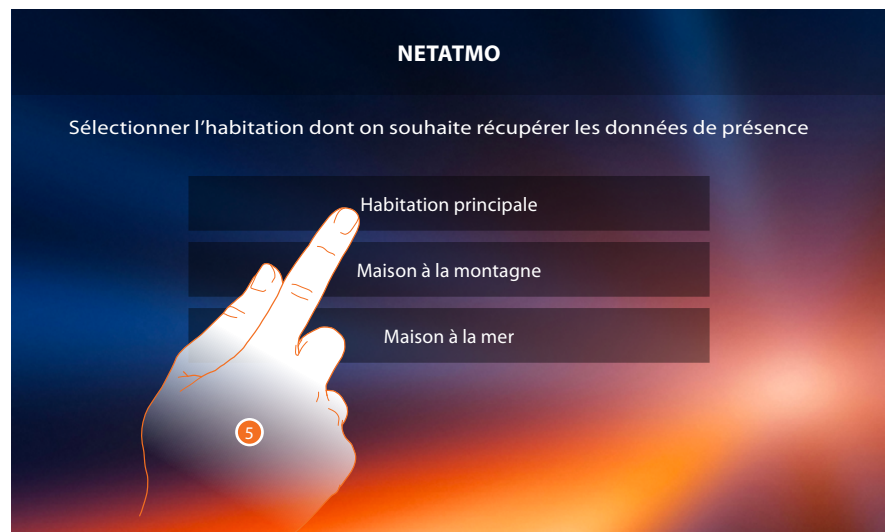 NETATMO
Sélectionner l'habitation dont on souhaite récupérer les données de présence
Habitation principale
Maison à la montagne
Maison à la mer
5